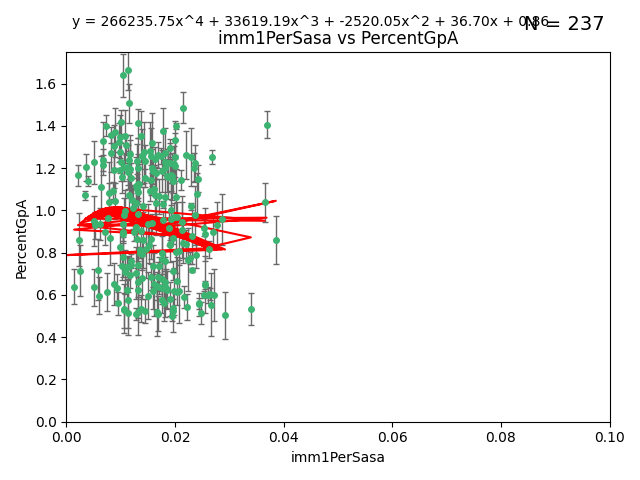 y = 266235.75x^4 + 33619.19x^3 + -2520.05x^2 + 36.70x + 0.86
N = 237
imm1PerSasa vs PercentGpA
PercentGpA
1.6
1.4
1.2
1.0
0.8
0.6
0.4
0.2
0.0
0.00 0.02 0.04 0.06 0.08 0.10
imm1PerSasa